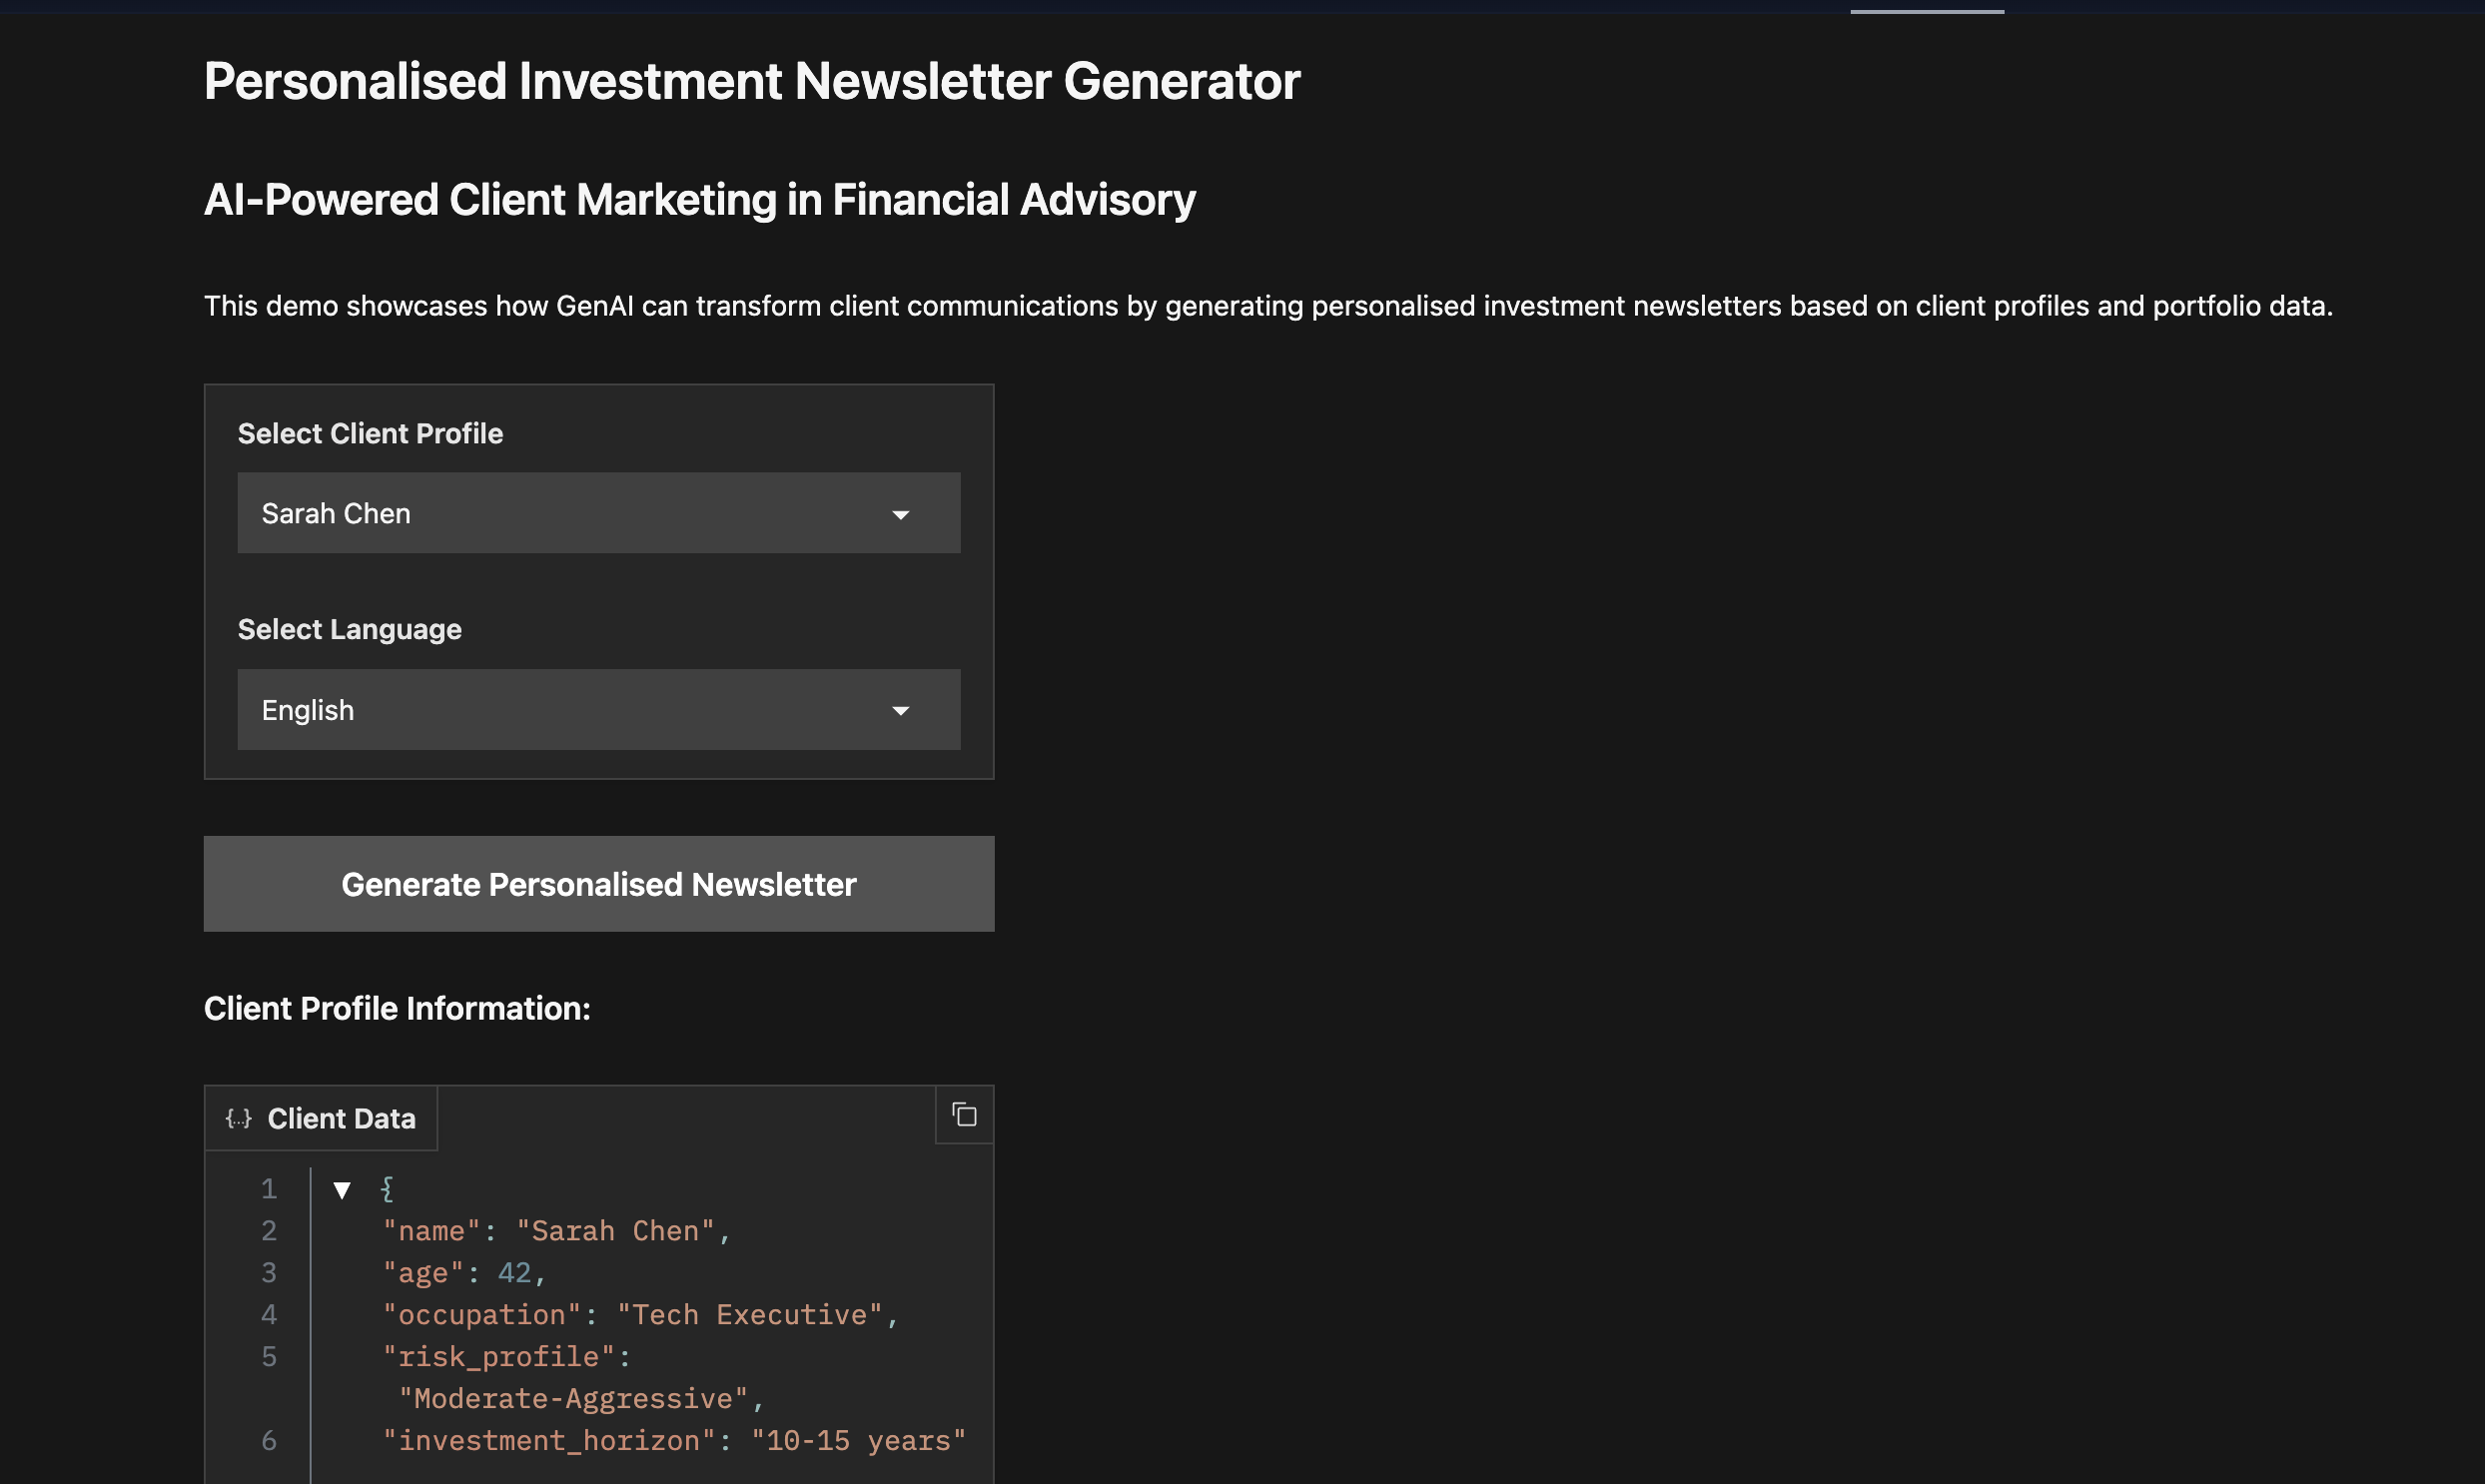 Personalised Investment Newsletter Generator
AI-Powered Client Marketing in Financial Advisory
This demo showcases how GenAI can transform client communications by generating personalised investment newsletters based on client profiles and portfolio data.
Select Client Profile
Sarah Chen
Select Language
English
Generate Personalised Newsletter
Client Profile Information:
{..} Client Data
1 ▼ {
2 "name": "Sarah Chen",
3 "age": 42,
4 "occupation": "Tech Executive",
5 "risk_profile":
"Moderate-Aggressive",
6 "investment_horizon": "10-15 years"